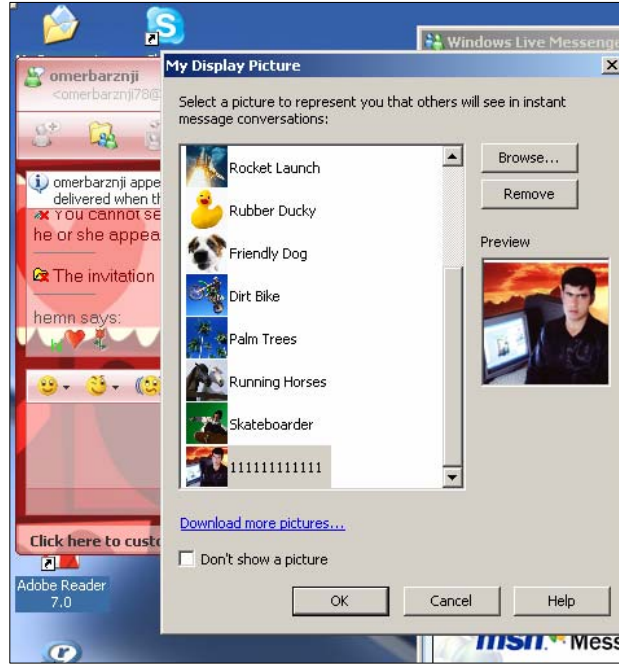 Windows Live Messenge
omerbarznji
<omerbarznji78@
omerbarznji appe
delivered when th
You cannot se
he or she appea
The invitation
hemn says:
Click here to custo
Adobe Reader
7.0
My Display Picture
Select a picture to represent you that others will see in instant
message conversations:
Rocket Launch
Rubber Ducky
Friendly Dog
Dirt Bike
Palm Trees
Running Horses
Skateboarder
111111111111
Browse...
Remove
Preview
Download more pictures...
Don't show a picture
OK
Cancel
Help
msn Mess